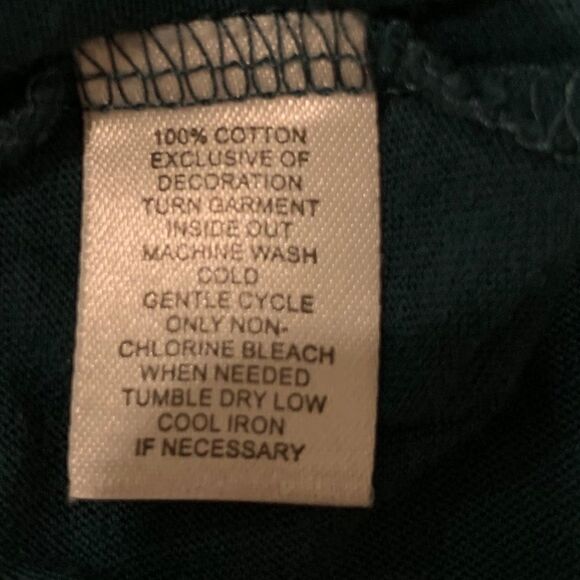 100% COTTON
EXCLUSIVE OF
DECORATION
TURN GARMENT
INSIDE OUT
MACHINE WASH
COLD
GENTLE CYCLE
ONLY NON-
CHLORINE BLEACH
WHEN NEEDED
TUMBLE DRY LOW
COOL IRON
IF NECESSARY